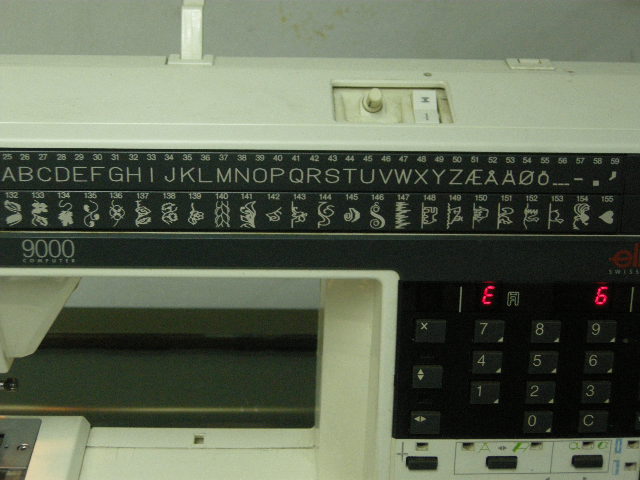 25 26 27 28 29 30 31 32 33 34 35 36 37 38 39 40 41 42 43 44 45 46 47 48 49 50 51 52 53 54 55 56 57 58 59
ABCDEFGHIJKLMNOPQRSTUVWXYZÆÅÄØÖ_-.,
132 133 134 135 136 137 138 139 140 141 142 143 144 145 146 147 148 149 150 151 152 153 154 155
9000
COMPUTER
el
SWISS
E 6
× 7 8 9
4 5 6
1 2 3
0 C